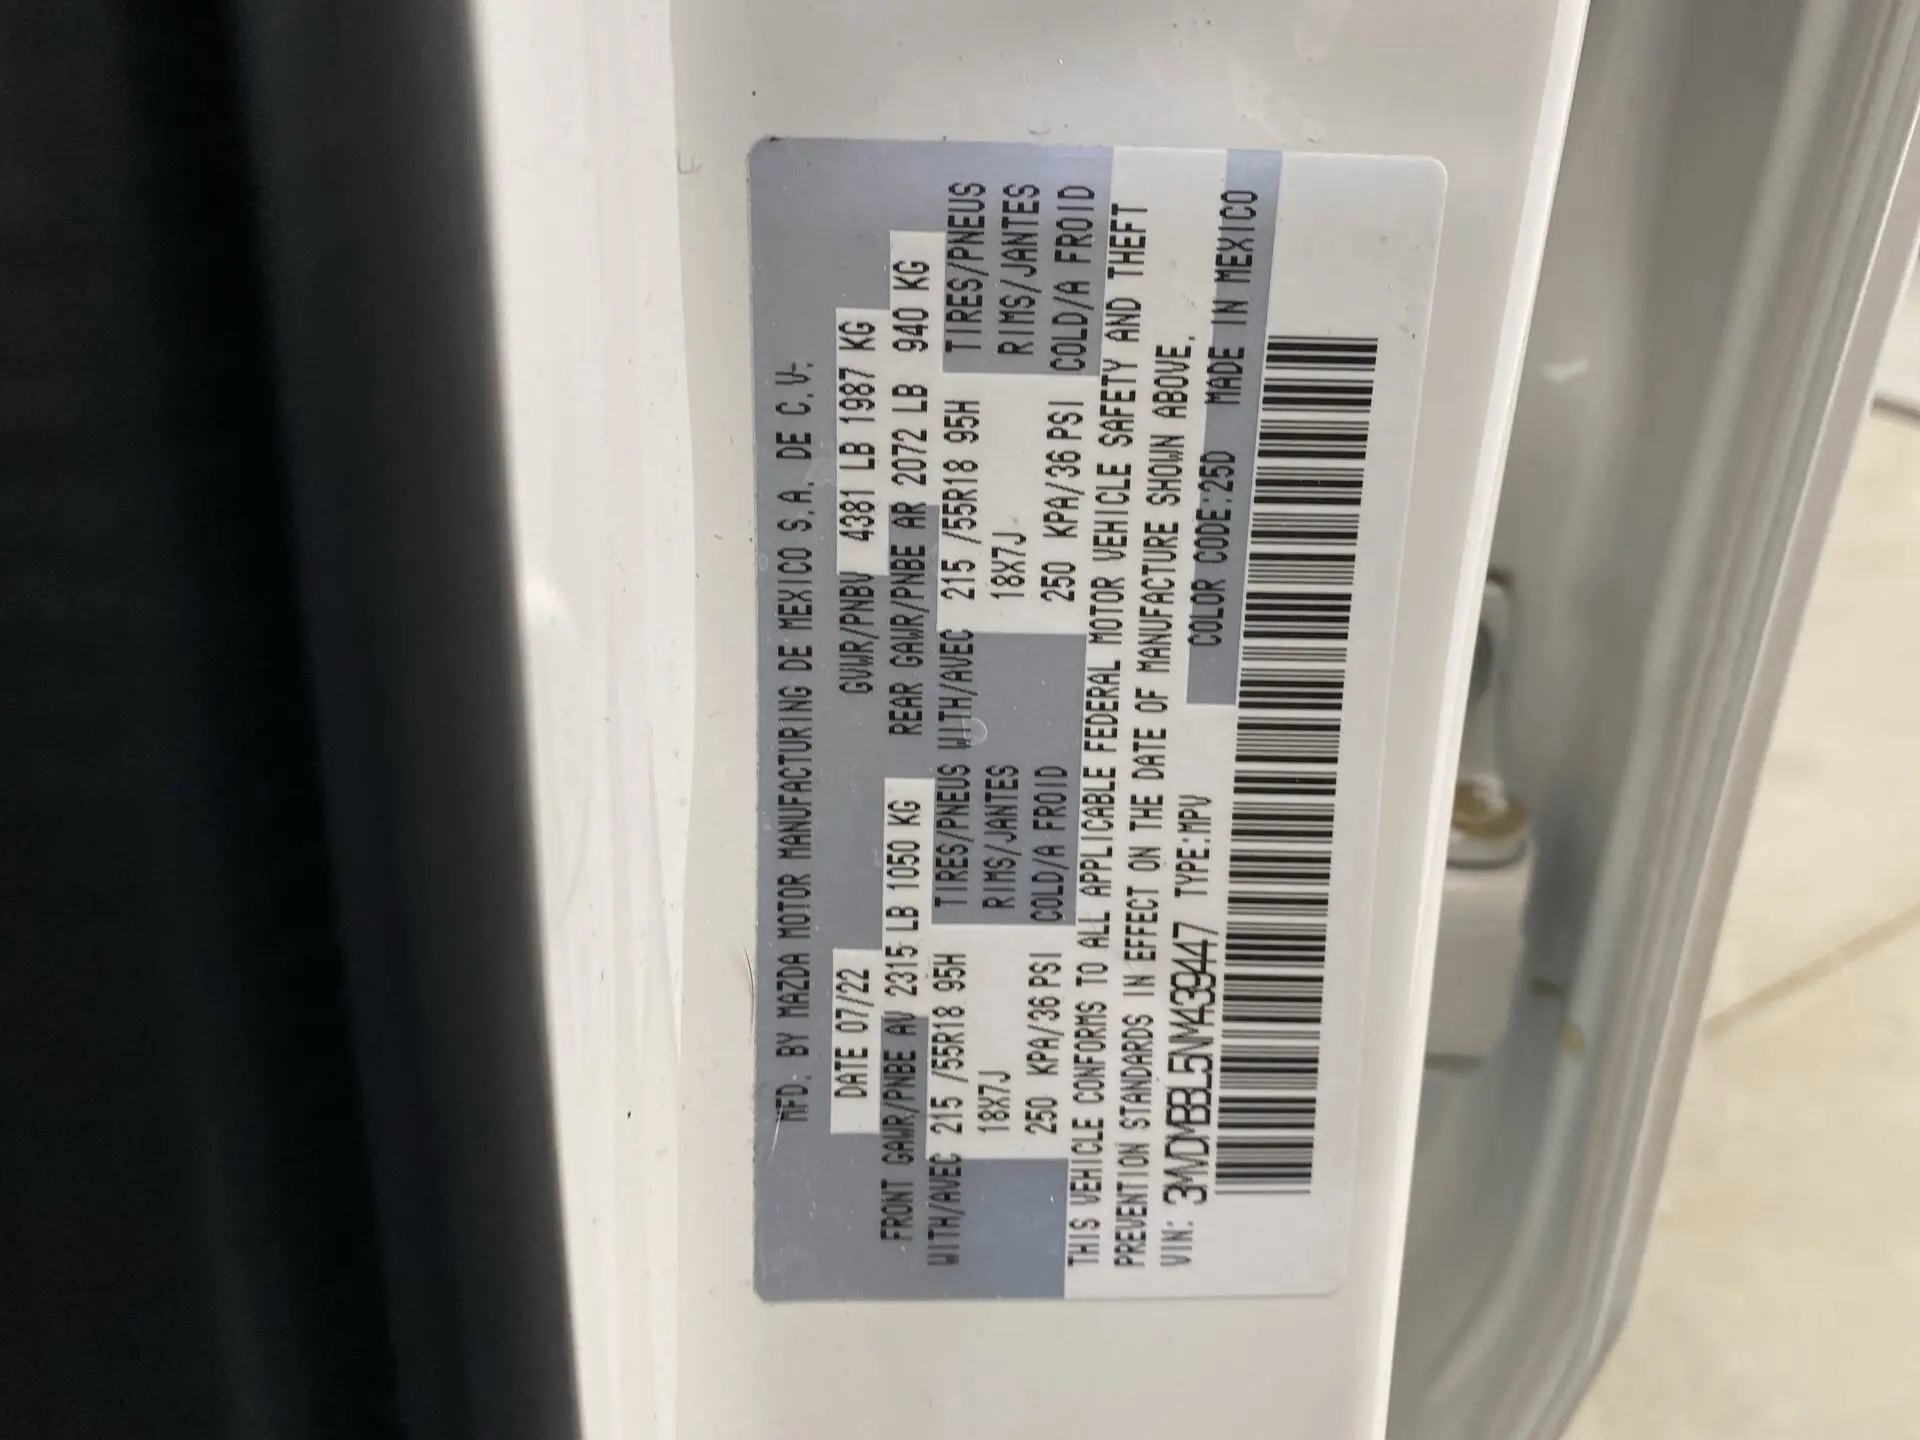 MFD. BY MAZDA MOTOR MANUFACTURING DE MEXICO S.A. DE C.V.
DATE 07/22 GVWR/PNBV 4381 LB 1987 KG
FRONT GAWR/PNBE AV 2315 LB 1050 KG REAR GAWR/PNBE AR 2072 LB 940 KG
WITH/AVEC 215 /55R18 95H TIRES/PNEUS WITH/AVEC 215 /55R18 95H TIRES/PNEUS
18X7J RIMS/JANTES 18X7J RIMS/JANTES
250 KPA/36 PSI COLD/A FROID 250 KPA/36 PSI COLD/A FROID
THIS VEHICLE CONFORMS TO ALL APPLICABLE FEDERAL MOTOR VEHICLE SAFETY AND THEFT
PREVENTION STANDARDS IN EFFECT ON THE DATE OF MANUFACTURE SHOWN ABOVE.
VIN: 3MVDMBBL5NM439447 TYPE:MPV COLOR CODE:25D MADE IN MEXICO